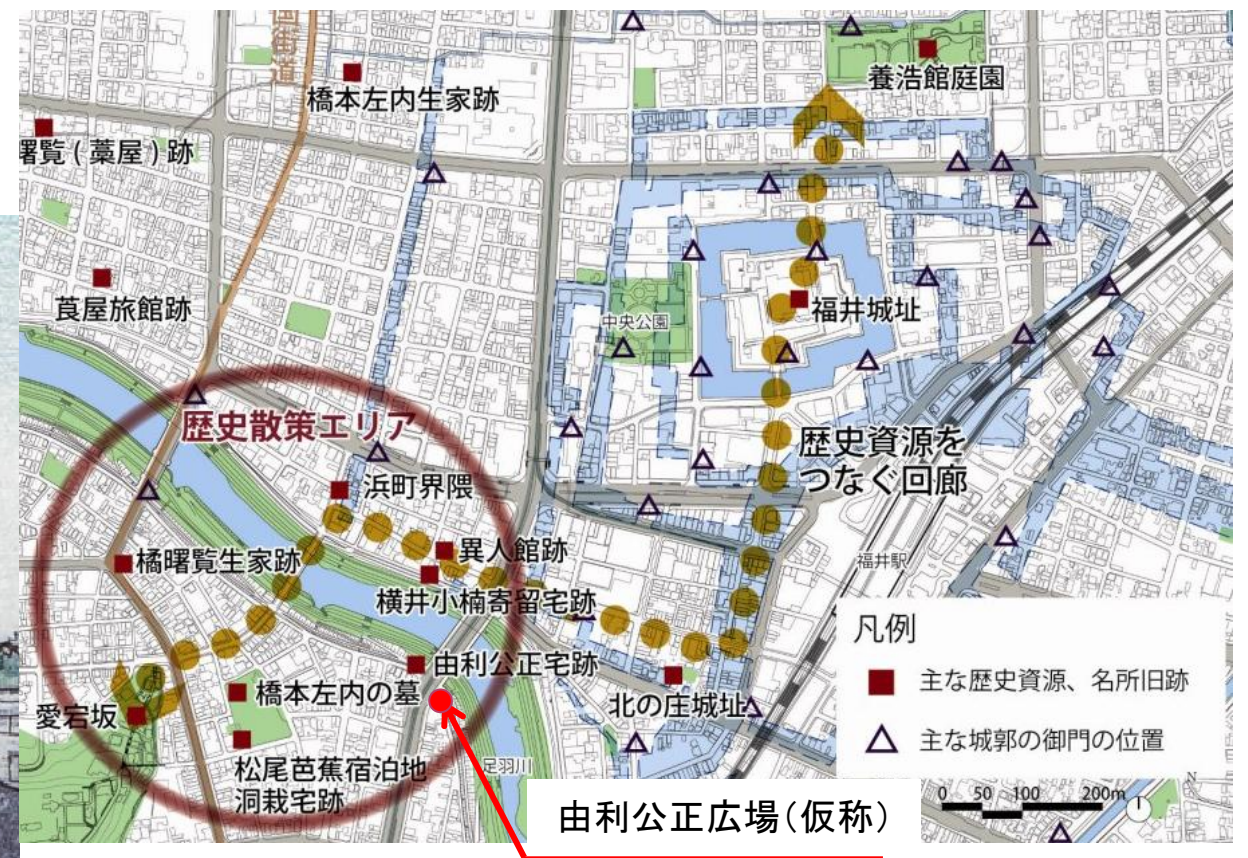 国街道
橋本左内生家跡
養浩館庭園
曙覧(藁屋)跡
莨屋旅館跡
中央公園
福井城址
歴史散策エリア
歴史資源を
つなぐ回廊
浜町界隈
異人館跡
橘曙覧生家跡
横井小楠寄留宅跡
福井駅
由利公正宅跡
橋本左内の墓
北の庄城址
愛宕坂
松尾芭蕉宿泊地
洞栽宅跡
足羽川
凡例
主な歴史資源、名所旧跡
主な城郭の御門の位置
0 50 100 200m
N
由利公正広場(仮称)